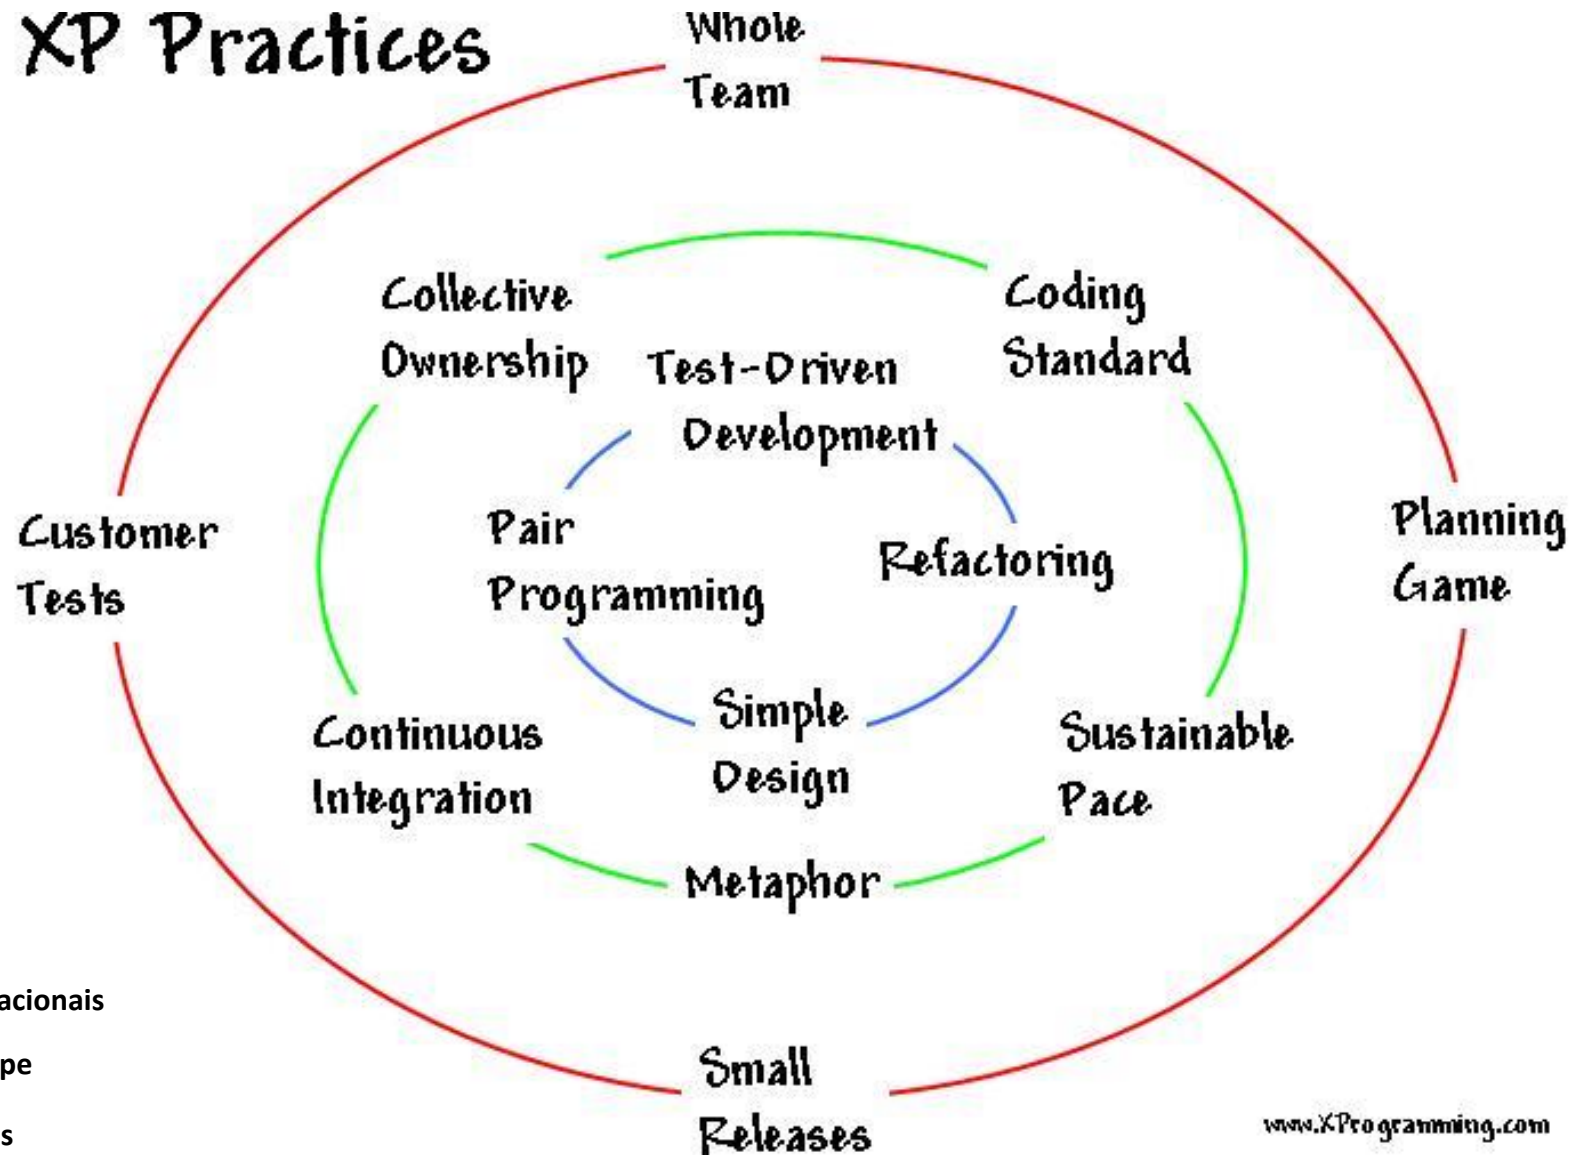 XP Practices
Whole
Team
Collective
Ownership
Coding
Standard
Test-Driven
Development
Customer
Tests
Pair
Programming
Refactoring
Planning
Game
Continuous
Integration
Simple
Design
Sustainable
Pace
Metaphor
acionais
pe
s
Small
Releases
www.XProgramming.com